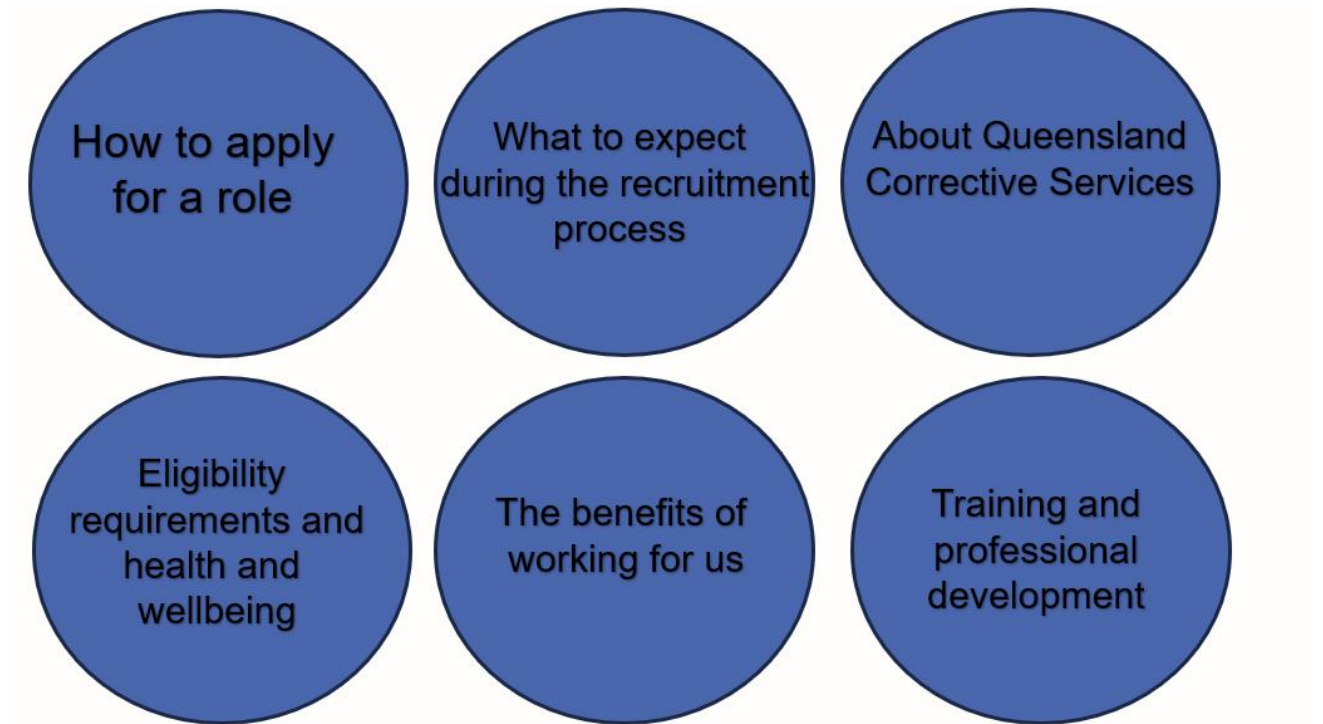 How to apply
for a role
What to expect
during the recruitment
process
About Queensland
Corrective Services
Eligibility
requirements and
health and
wellbeing
The benefits of
working for us
Training and
professional
development